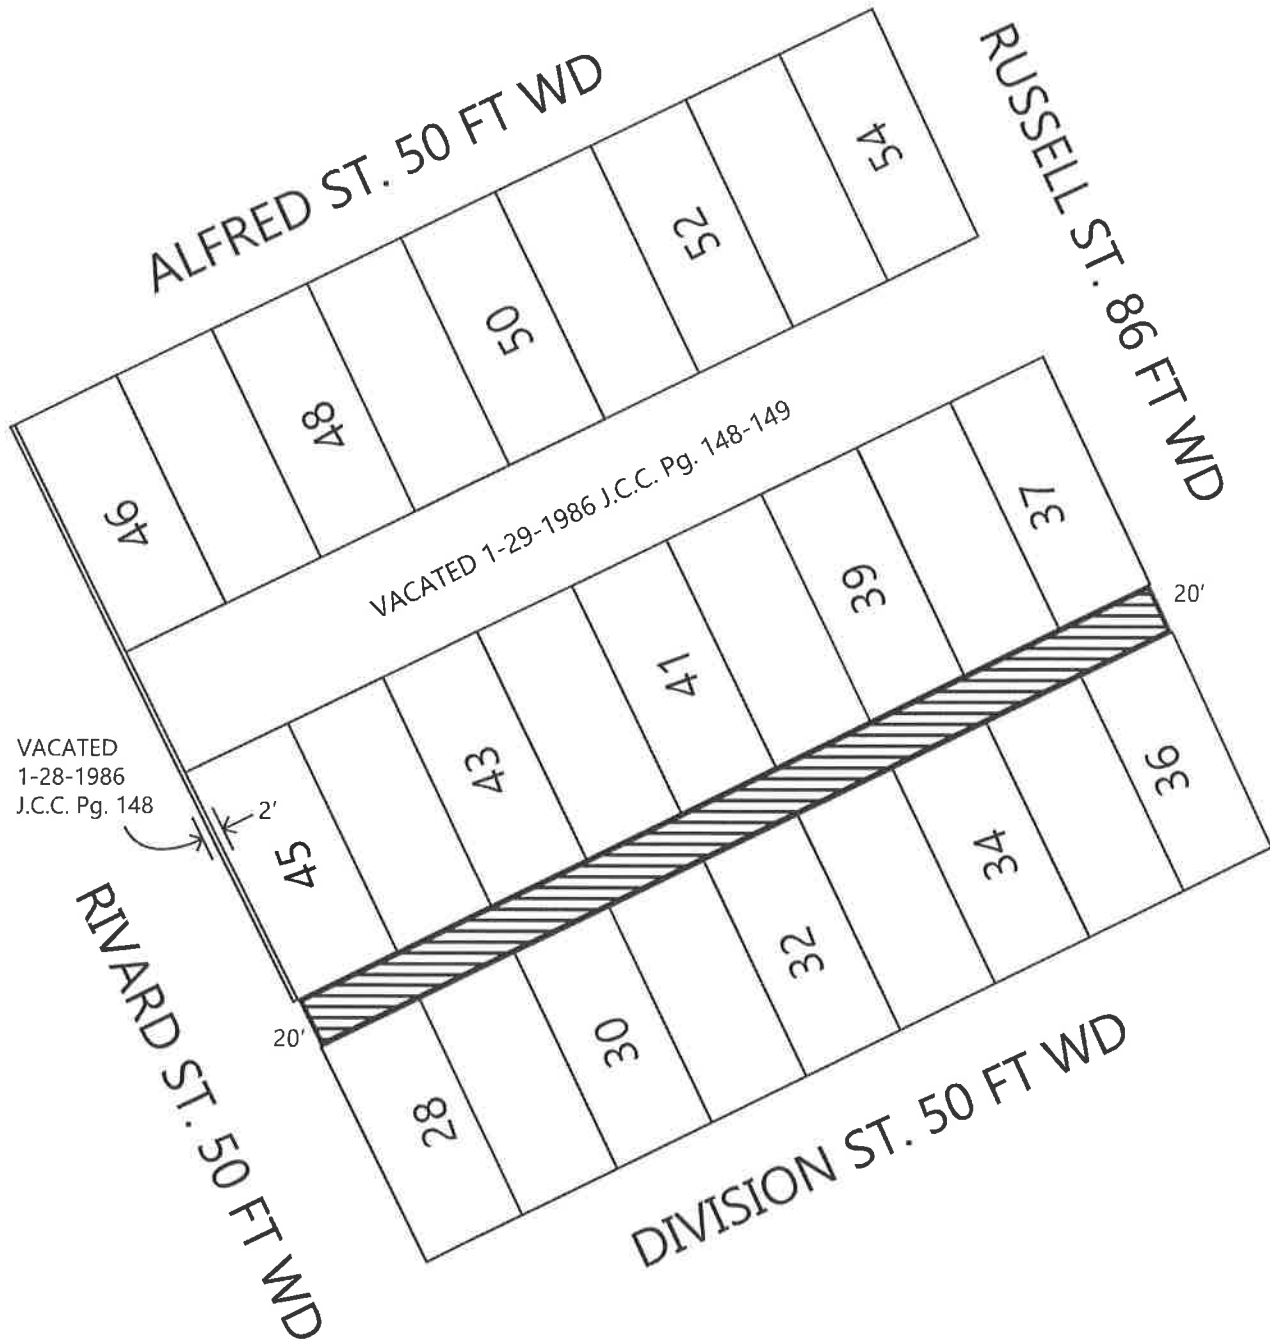 ALFRED ST. 50 FT WD
RUSSELL ST. 86 FT WD
54
52
50
48
46
VACATED 1-29-1986 J.C.C. Pg. 148-149
37
39
41
43
45
20'
VACATED
1-28-1986
J.C.C. Pg. 148
2'
36
34
32
30
28
20'
RIVARD ST. 50 FT WD
DIVISION ST. 50 FT WD